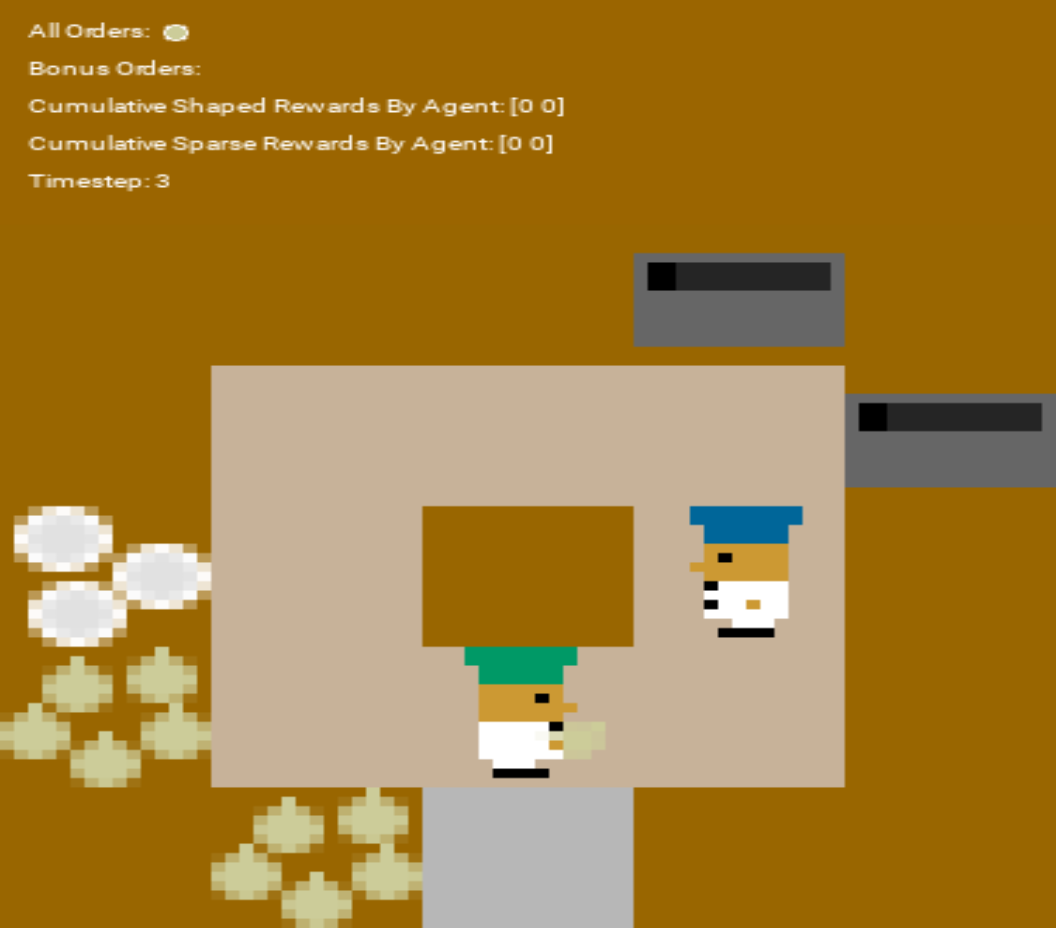 All Orders:
Bonus Orders:
Cumulative Shaped Rewards By Agent: [0 0]
Cumulative Sparse Rewards By Agent: [0 0]
Timestep: 3